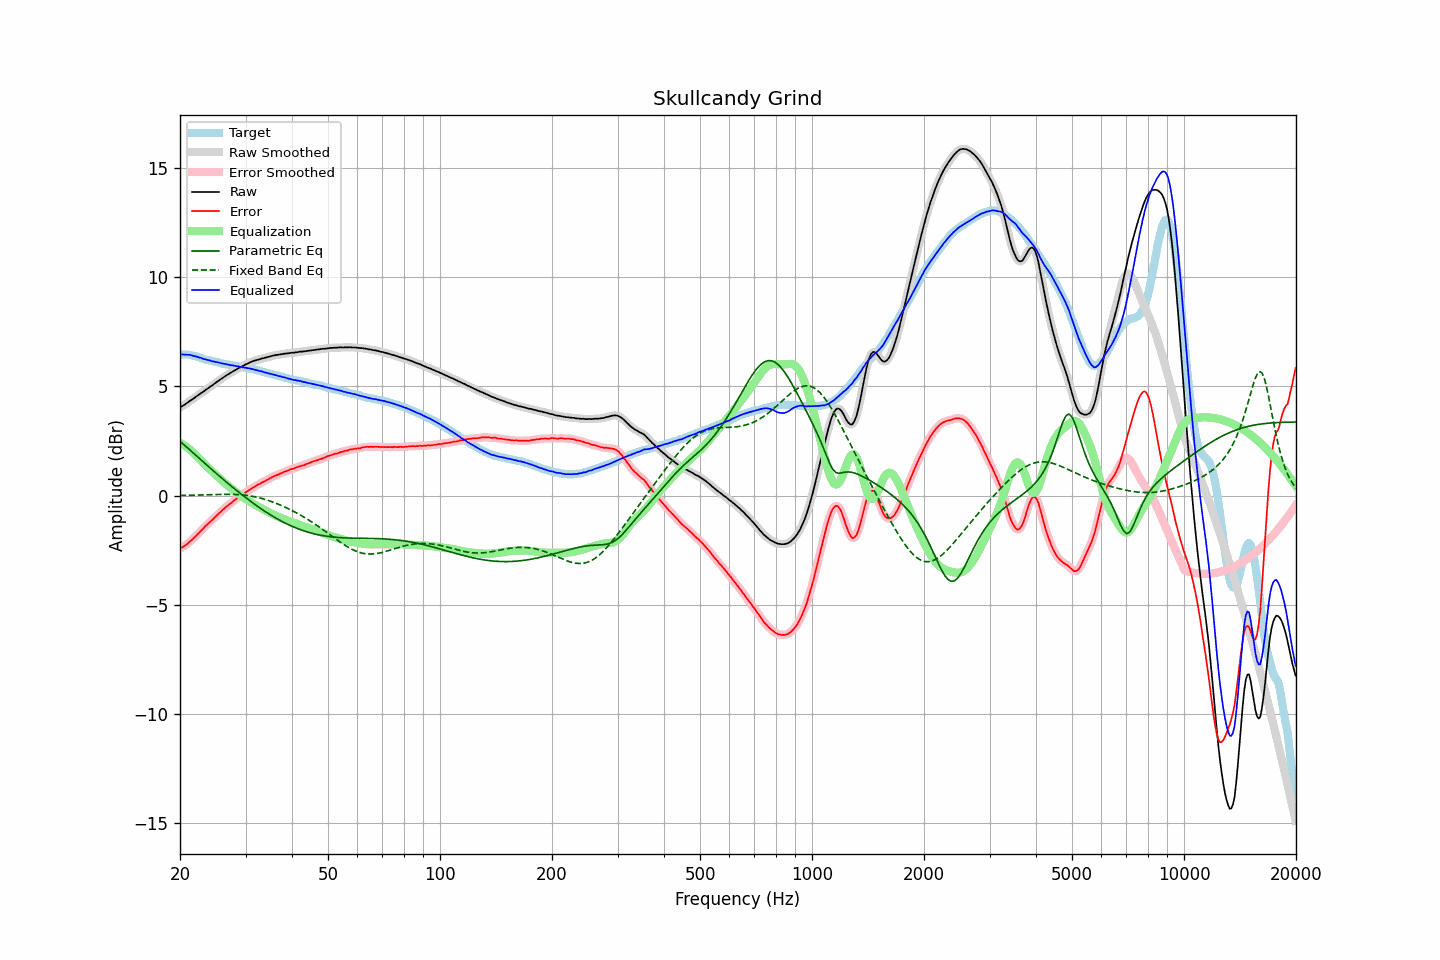 Skullcandy Grind
Target
Raw Smoothed
Error Smoothed
Raw
Error
Equalization
Parametric Eq
Fixed Band Eq
Equalized
Amplitude (dBr)
15
10
5
0
−5
−10
−15
20
50
100
200
500
1000
2000
5000
10000
20000
Frequency (Hz)